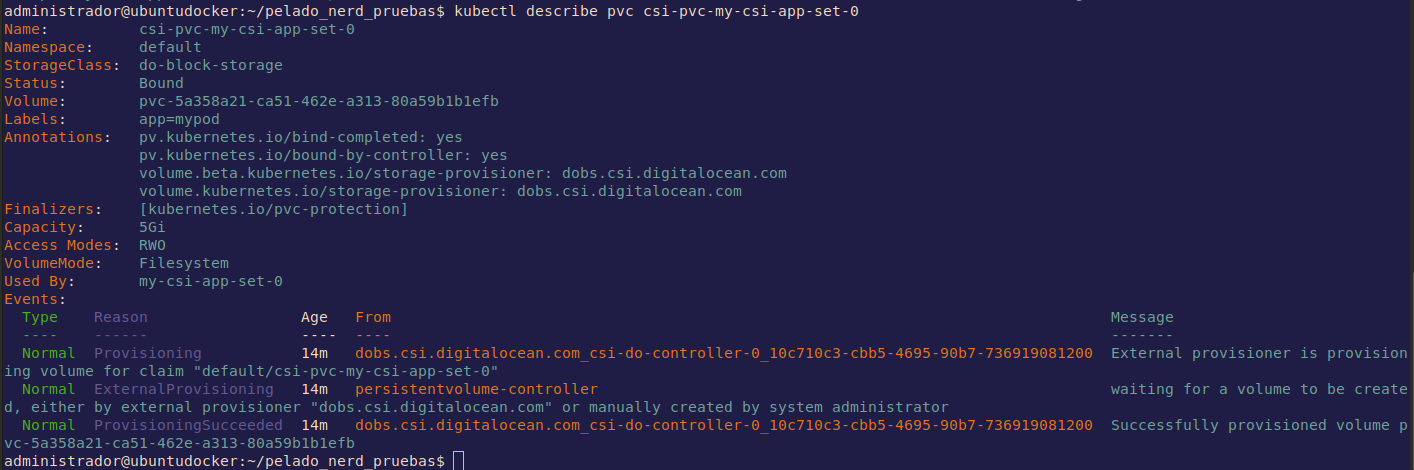 administrador@ubuntudocker:~/pelado_nerd_pruebas$ kubectl describe pvc csi-pvc-my-csi-app-set-0
Name:          csi-pvc-my-csi-app-set-0
Namespace:     default
StorageClass:  do-block-storage
Status:        Bound
Volume:        pvc-5a358a21-ca51-462e-a313-80a59b1b1efb
Labels:        app=mypod
Annotations:   pv.kubernetes.io/bind-completed: yes
               pv.kubernetes.io/bound-by-controller: yes
               volume.beta.kubernetes.io/storage-provisioner: dobs.csi.digitalocean.com
               volume.kubernetes.io/storage-provisioner: dobs.csi.digitalocean.com
Finalizers:    [kubernetes.io/pvc-protection]
Capacity:      5Gi
Access Modes:  RWO
VolumeMode:    Filesystem
Used By:       my-csi-app-set-0
Events:
  Type    Reason                 Age   From                                                                                Message
  ----    ------                 ----  ----                                                                                -------
  Normal  Provisioning           14m   dobs.csi.digitalocean.com_csi-do-controller-0_10c710c3-cbb5-4695-90b7-736919081200  External provisioner is provision
ing volume for claim "default/csi-pvc-my-csi-app-set-0"
  Normal  ExternalProvisioning   14m   persistentvolume-controller                                                         waiting for a volume to be create
d, either by external provisioner "dobs.csi.digitalocean.com" or manually created by system administrator
  Normal  ProvisioningSucceeded  14m   dobs.csi.digitalocean.com_csi-do-controller-0_10c710c3-cbb5-4695-90b7-736919081200  Successfully provisioned volume p
vc-5a358a21-ca51-462e-a313-80a59b1b1efb
administrador@ubuntudocker:~/pelado_nerd_pruebas$